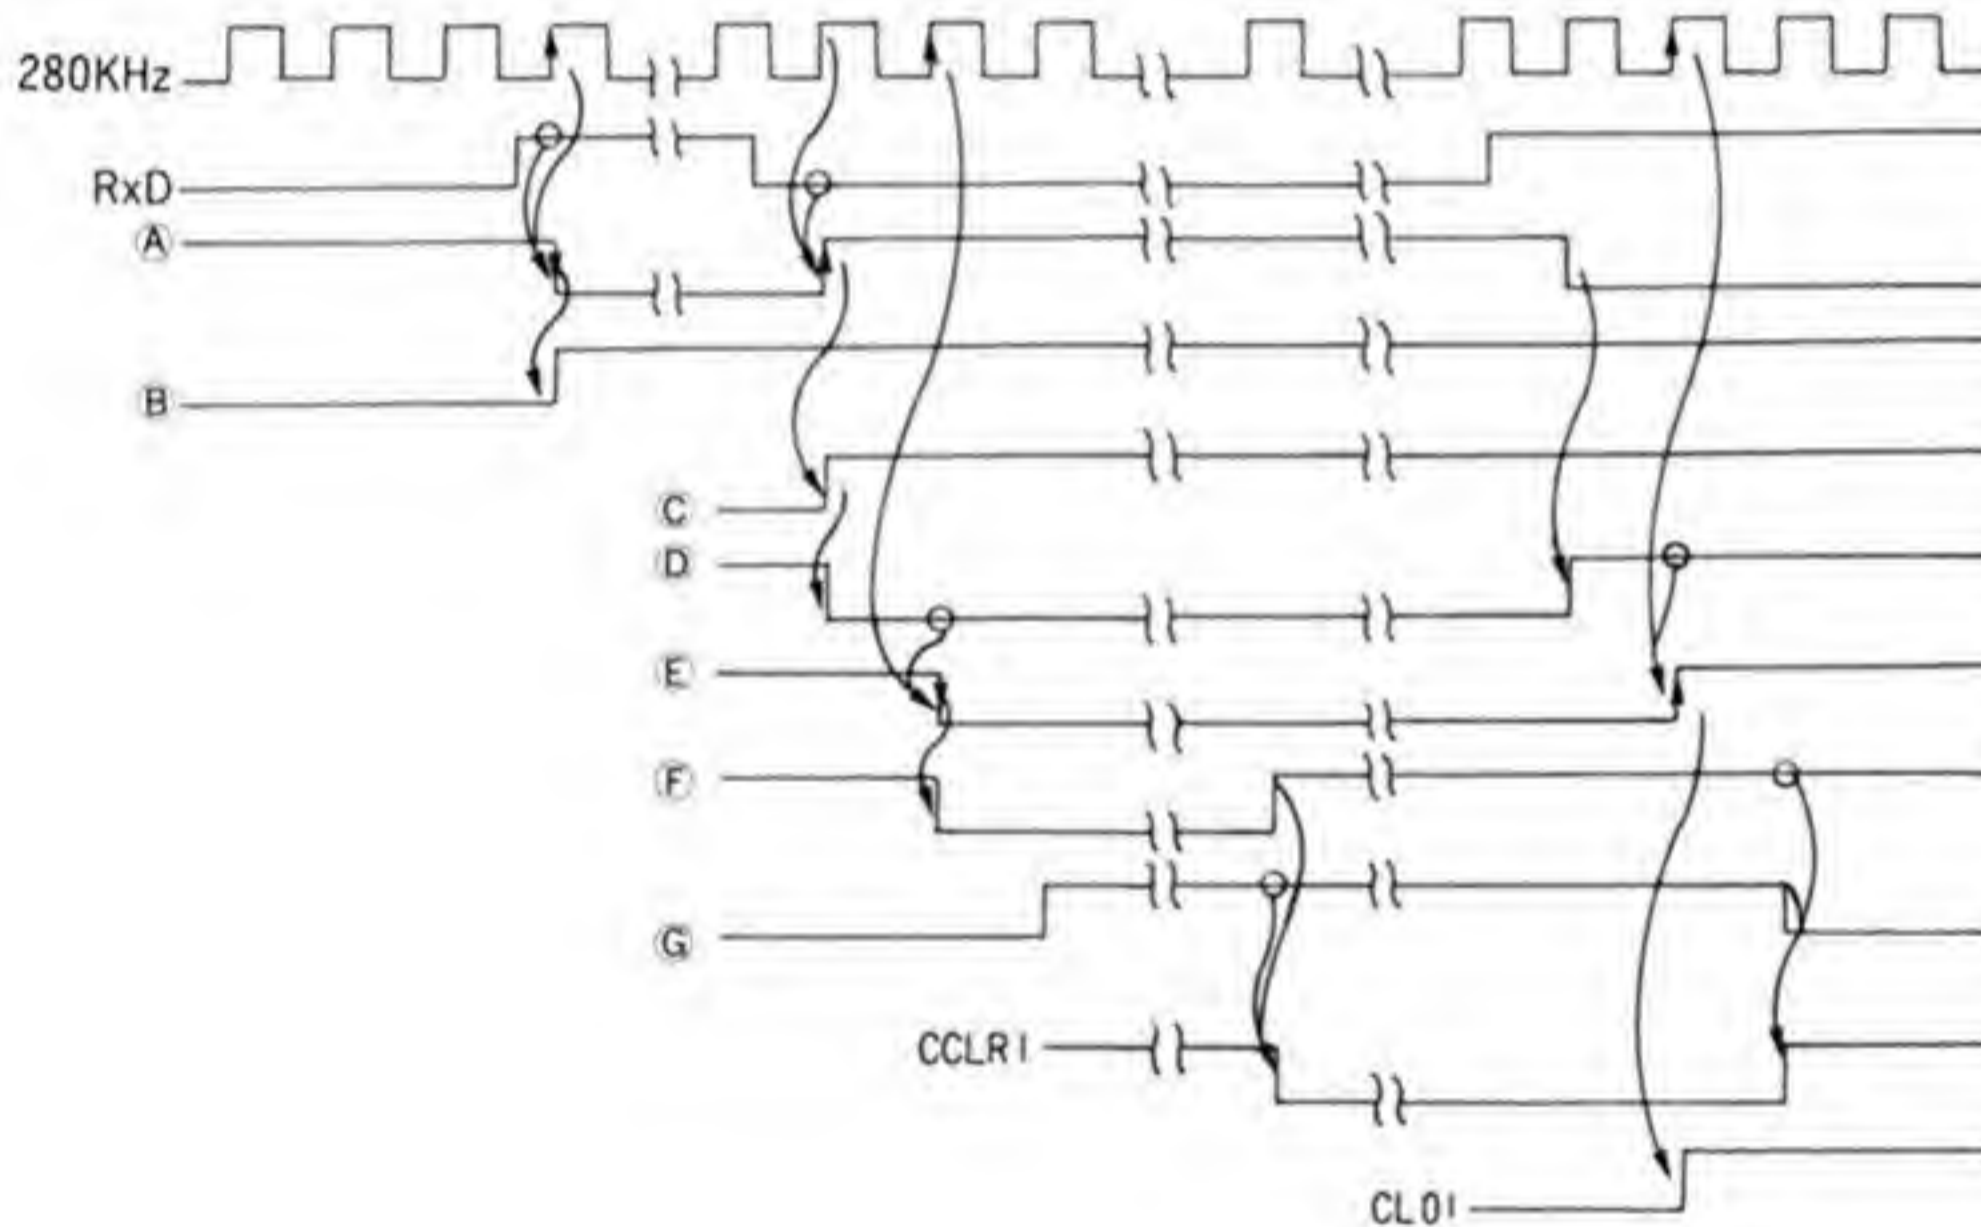 280KHz
RxD
Ⓐ
Ⓑ
Ⓒ
Ⓓ
Ⓔ
Ⓕ
Ⓖ
CCLR1
CL01